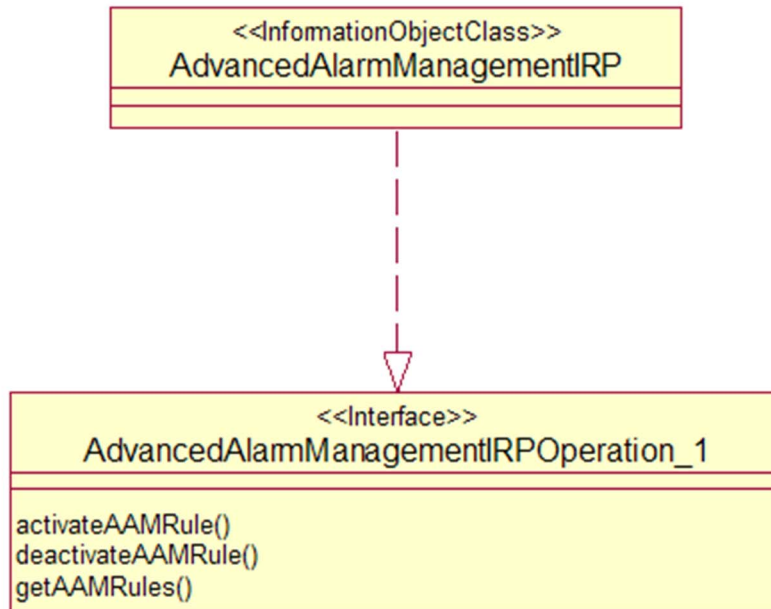 <<InformationObjectClass>>
AdvancedAlarmManagementIRP
<<Interface>>
AdvancedAlarmManagementIRPOperation_1
activateAAMRule()
deactivateAAMRule()
getAAMRules()